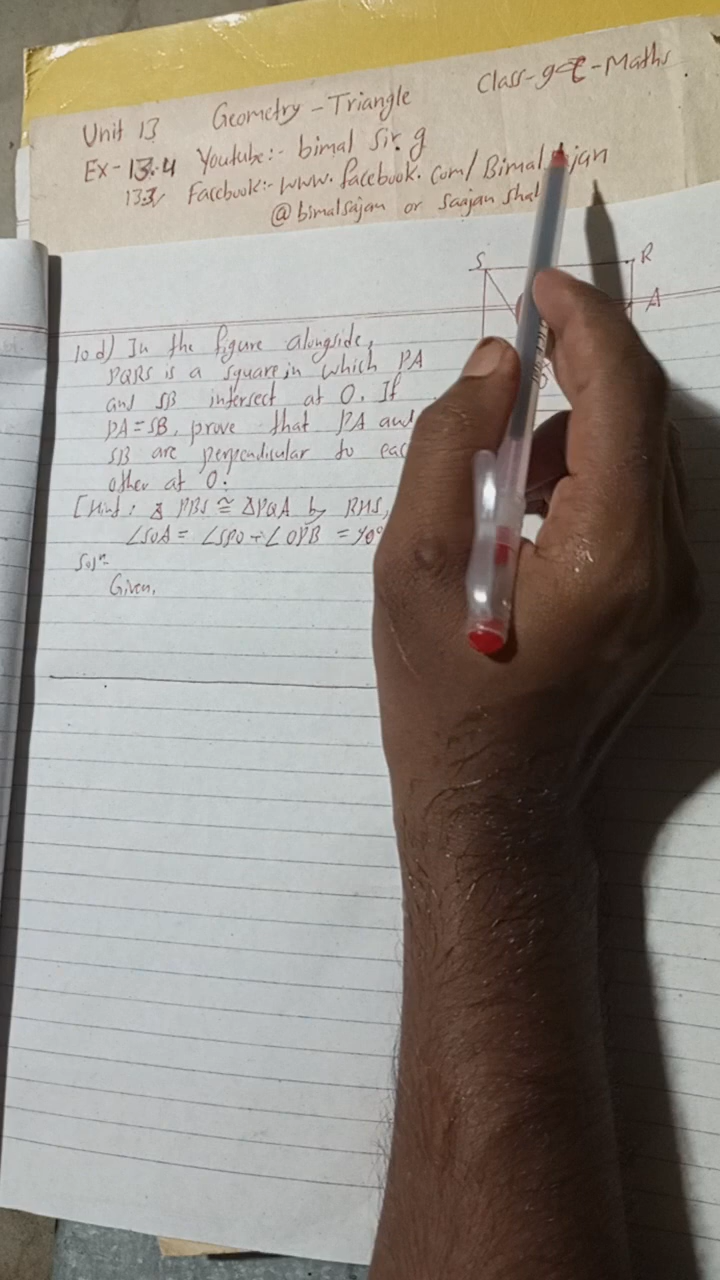 Unit 13 Geometry - Triangle Class-9 - Maths
Ex- 13.4 Youtube:- bimal sir. g
13.3 Facebook:- www.facebook.com/Bimal
@bimalsajan or Saajan
S R
A
10 d) In the figure alongside,
PQRS is a square in which PA
and SB intersect at O. If
PA = SB, prove that PA and
SB are perpendicular to
other at O.
[Hint: Δ PBS ≅ ΔPQA by RHS,
∠SOA = ∠SPO + ∠OPB = 90°
Solⁿ
Given,